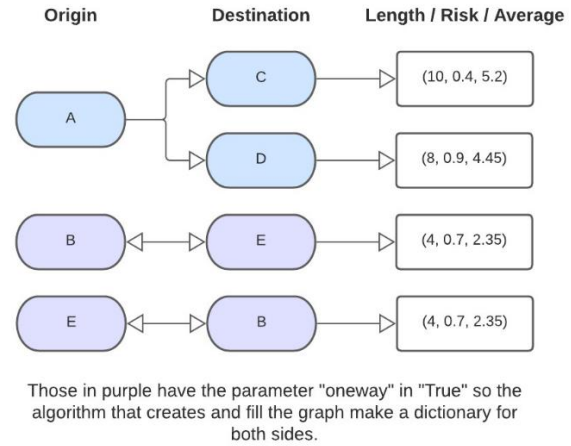 Origin Destination Length / Risk / Average
A
C (10, 0.4, 5.2)
D (8, 0.9, 4.45)
B E (4, 0.7, 2.35)
E B (4, 0.7, 2.35)
Those in purple have the parameter "oneway" in "True" so the
algorithm that creates and fill the graph make a dictionary for
both sides.